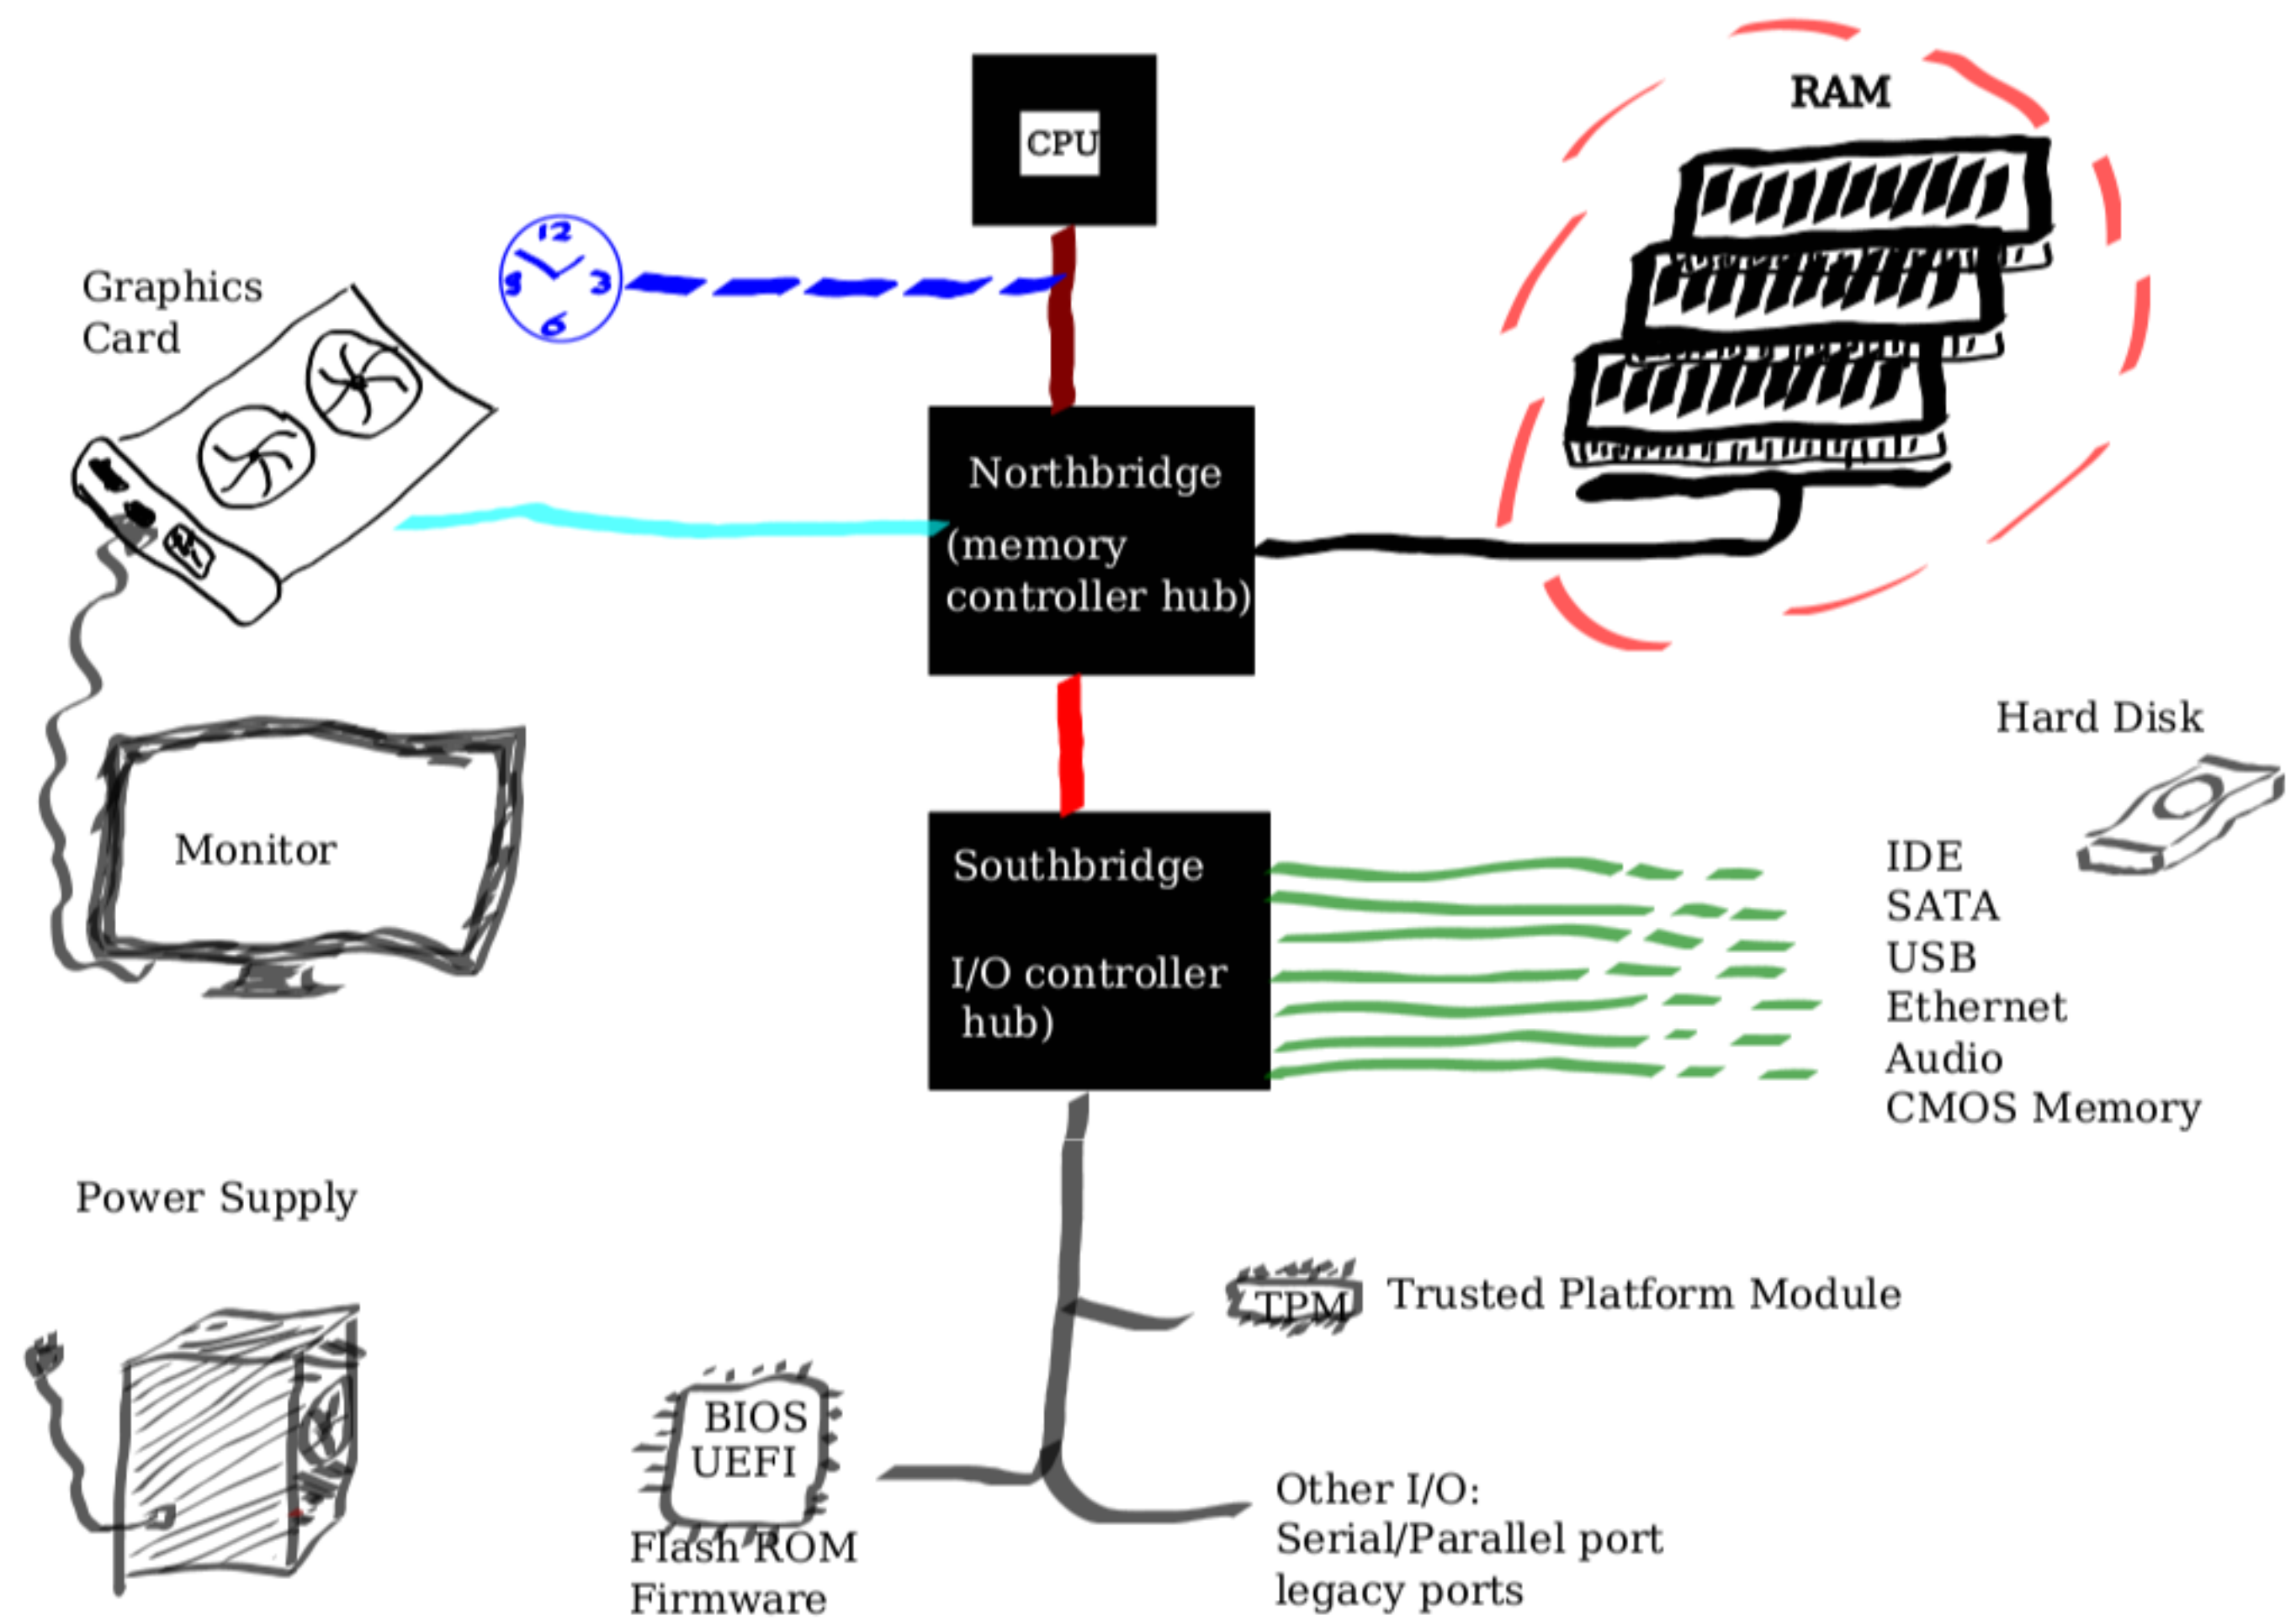 CPU
RAM
12
9
3
6
Graphics
Card
Northbridge
(memory
controller hub)
Hard Disk
Monitor
Southbridge
I/O controller
hub)
IDE
SATA
USB
Ethernet
Audio
CMOS Memory
Power Supply
TPM
Trusted Platform Module
BIOS
UEFI
Flash ROM
Firmware
Other I/O:
Serial/Parallel port
legacy ports